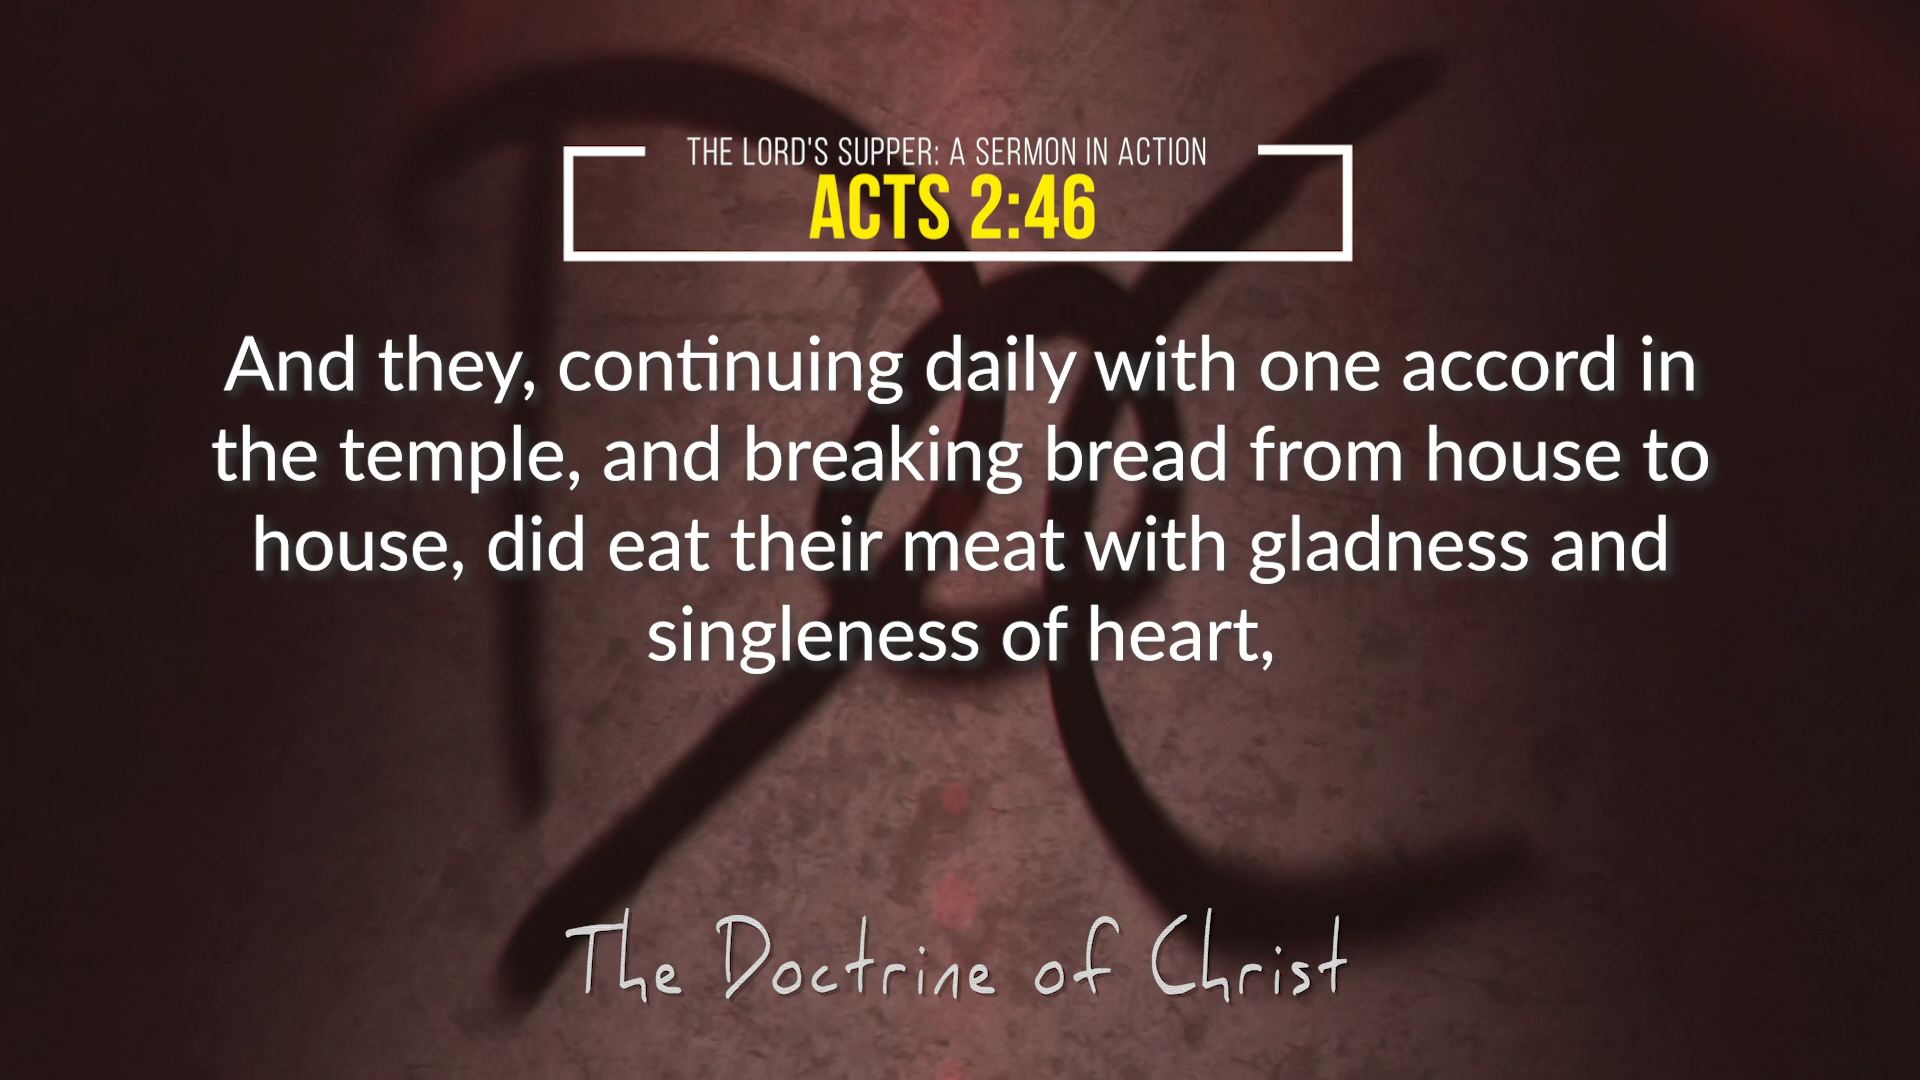 THE LORD'S SUPPER: A SERMON IN ACTION
ACTS 2:46
And they, continuing daily with one accord in
the temple, and breaking bread from house to
house, did eat their meat with gladness and
singleness of heart,
The Doctrine of Christ